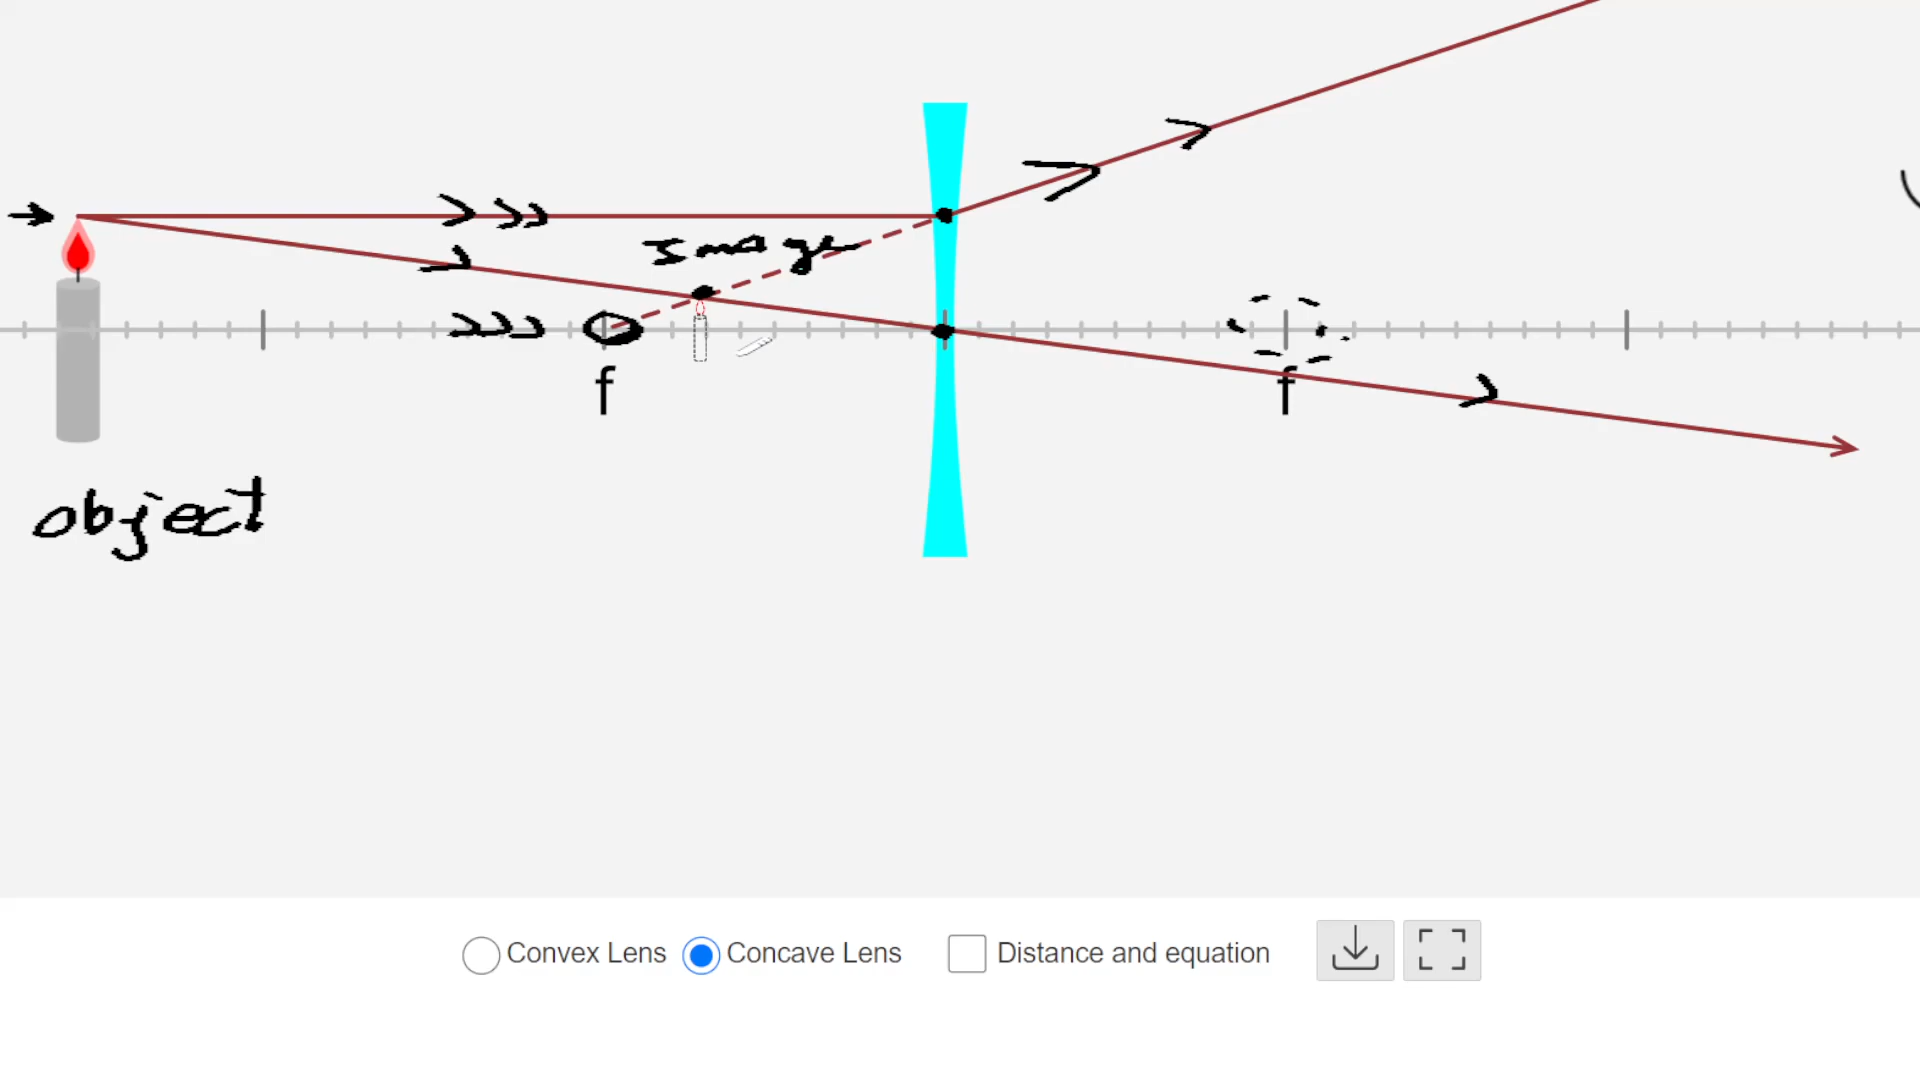 Image
f f
object
Convex Lens Concave Lens Distance and equation